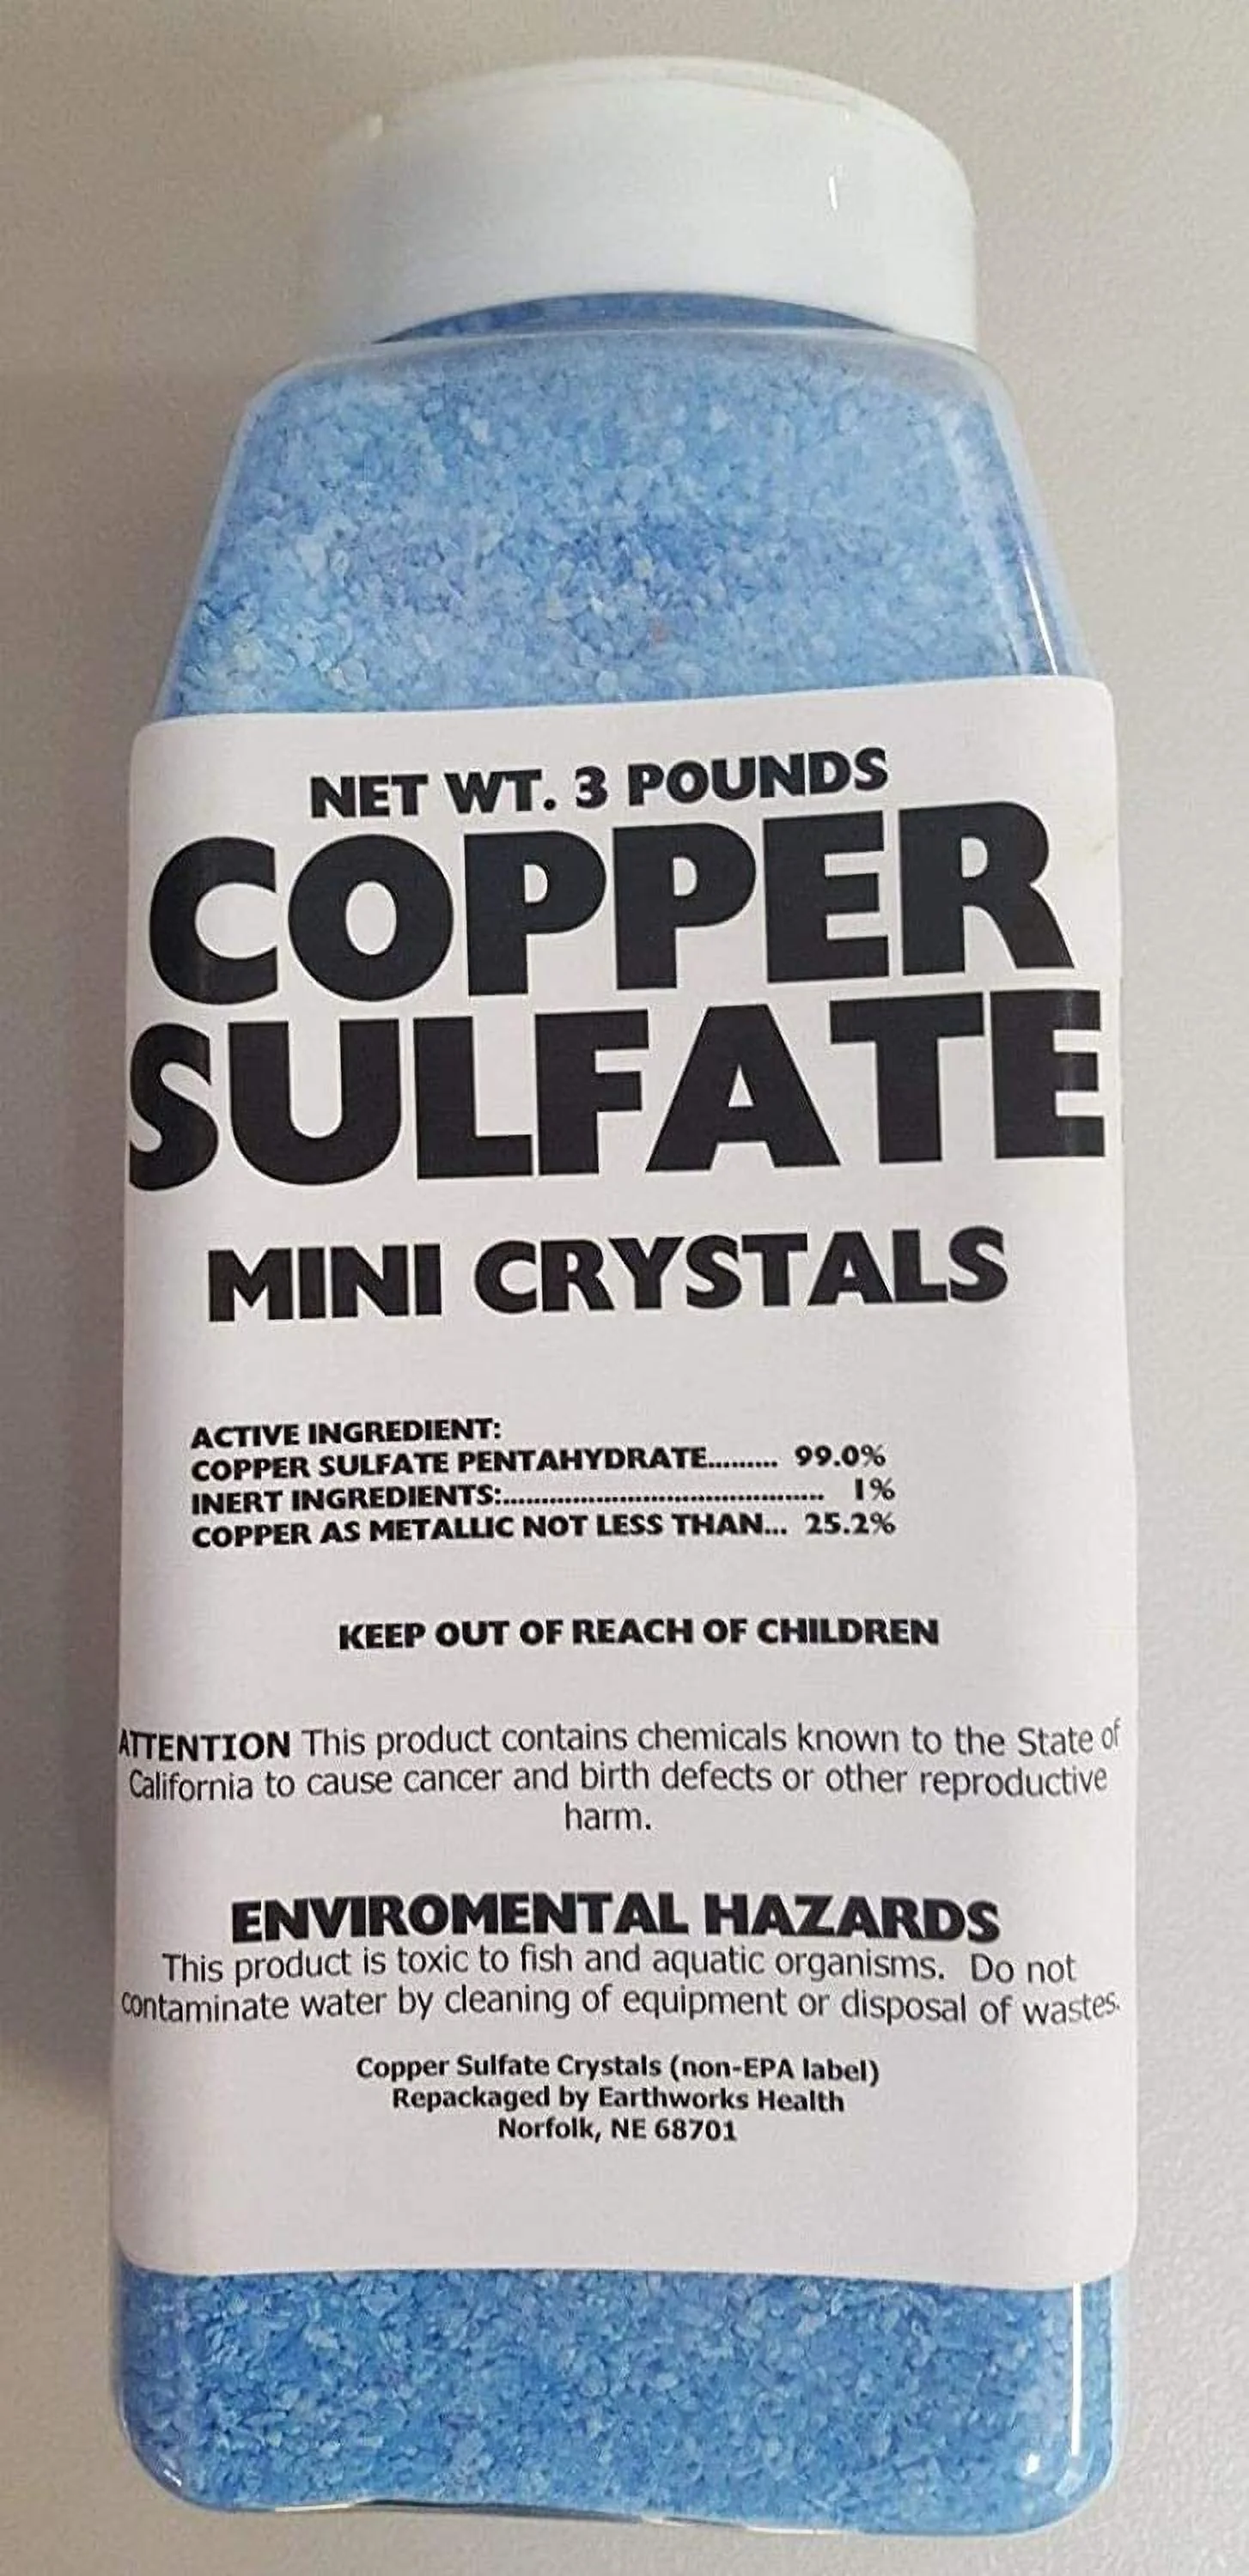 NET WT. 3 POUNDS
COPPER
SULFATE
MINI CRYSTALS
ACTIVE INGREDIENT:
COPPER SULFATE PENTAHYDRATE......... 99.0%
INERT INGREDIENTS:.......................................... 1%
COPPER AS METALLIC NOT LESS THAN... 25.2%
KEEP OUT OF REACH OF CHILDREN
ATTENTION This product contains chemicals known to the State of
California to cause cancer and birth defects or other reproductive
harm.
ENVIROMENTAL HAZARDS
This product is toxic to fish and aquatic organisms. Do not
contaminate water by cleaning of equipment or disposal of wastes.
Copper Sulfate Crystals (non-EPA label)
Repackaged by Earthworks Health
Norfolk, NE 68701